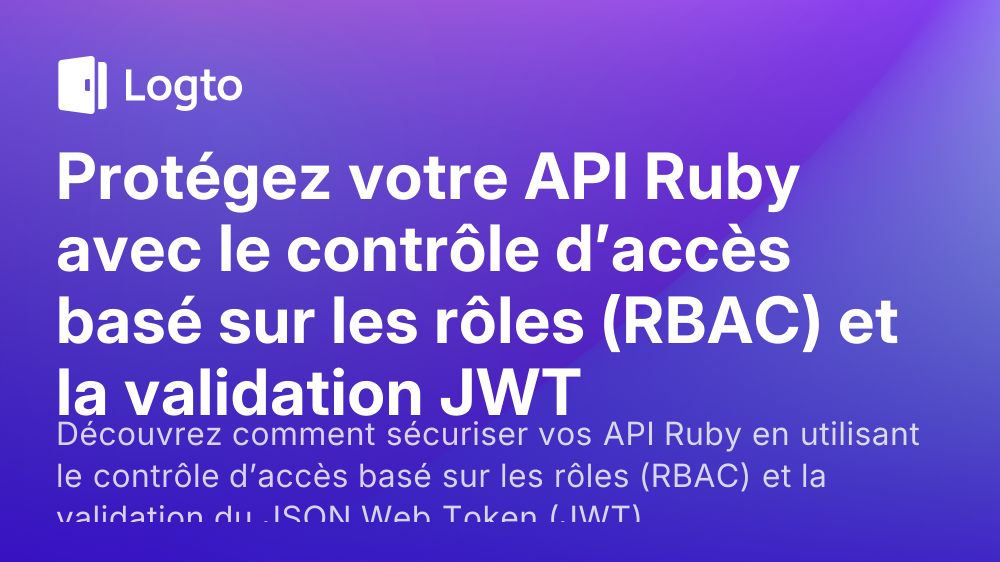 Logto
Protégez votre API Ruby
avec le contrôle d’accès
basé sur les rôles (RBAC) et
la validation JWT
Découvrez comment sécuriser vos API Ruby en utilisant
le contrôle d’accès basé sur les rôles (RBAC) et la
validation du JSON Web Token (JWT)